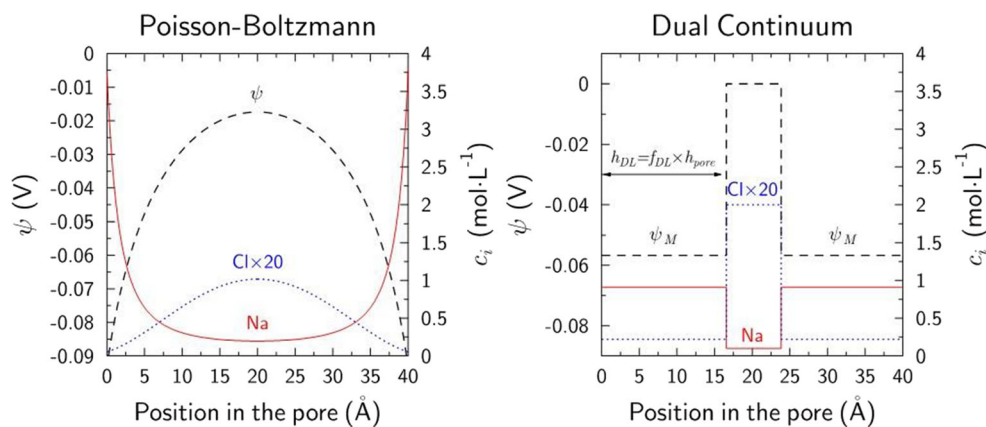 Poisson-Boltzmann
0
-0.01
-0.02
-0.03
-0.04
-0.05
-0.06
-0.07
-0.08
-0.09
ψ (V)
ψ
Cl×20
Na
4
3.5
3
2.5
2
1.5
1
0.5
0
c_i (mol·L⁻¹)
0 5 10 15 20 25 30 35 40
Position in the pore (Å)
Dual Continuum
0
-0.02
-0.04
-0.06
-0.08
ψ (V)
h_DL=f_DL×h_pore
Cl×20
ψ_M
ψ_M
Na
4
3.5
3
2.5
2
1.5
1
0.5
0
c_i (mol·L⁻¹)
0 5 10 15 20 25 30 35 40
Position in the pore (Å)